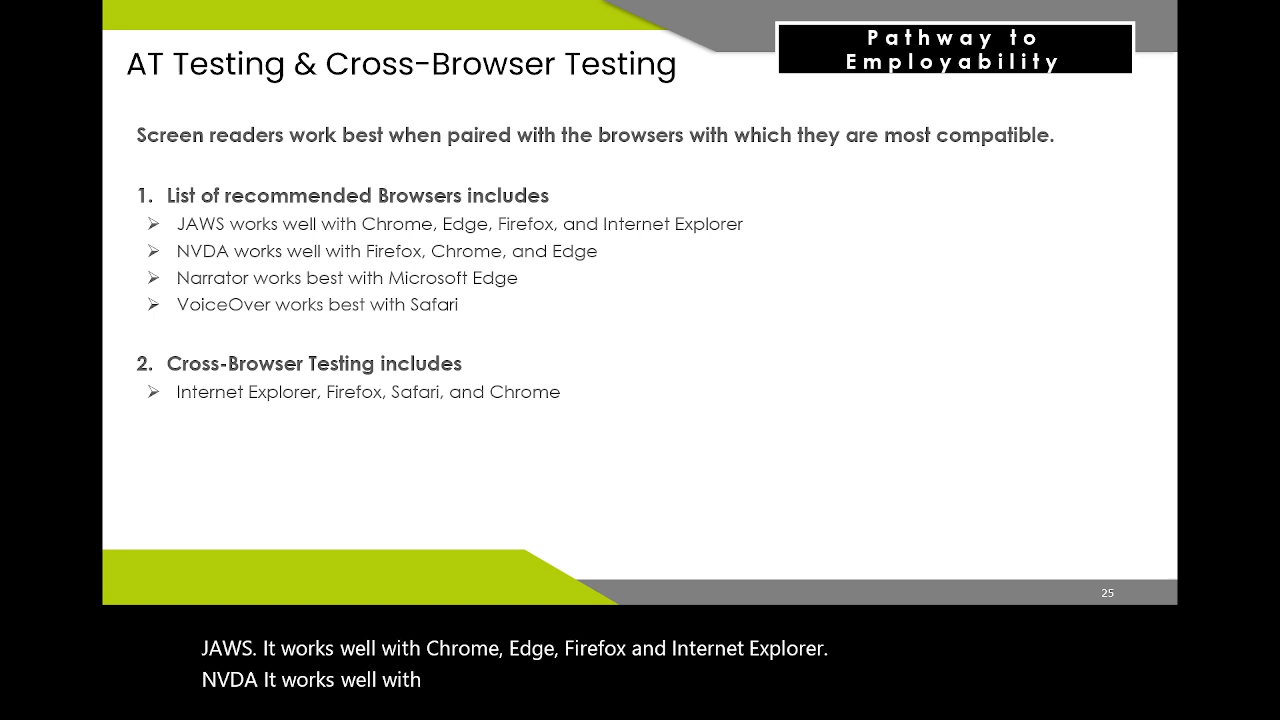 Pathway to
Employability
AT Testing & Cross-Browser Testing
Screen readers work best when paired with the browsers with which they are most compatible.
1. List of recommended Browsers includes
➢ JAWS works well with Chrome, Edge, Firefox, and Internet Explorer
➢ NVDA works well with Firefox, Chrome, and Edge
➢ Narrator works best with Microsoft Edge
➢ VoiceOver works best with Safari
2. Cross-Browser Testing includes
➢ Internet Explorer, Firefox, Safari, and Chrome
25
JAWS. It works well with Chrome, Edge, Firefox and Internet Explorer.
NVDA It works well with